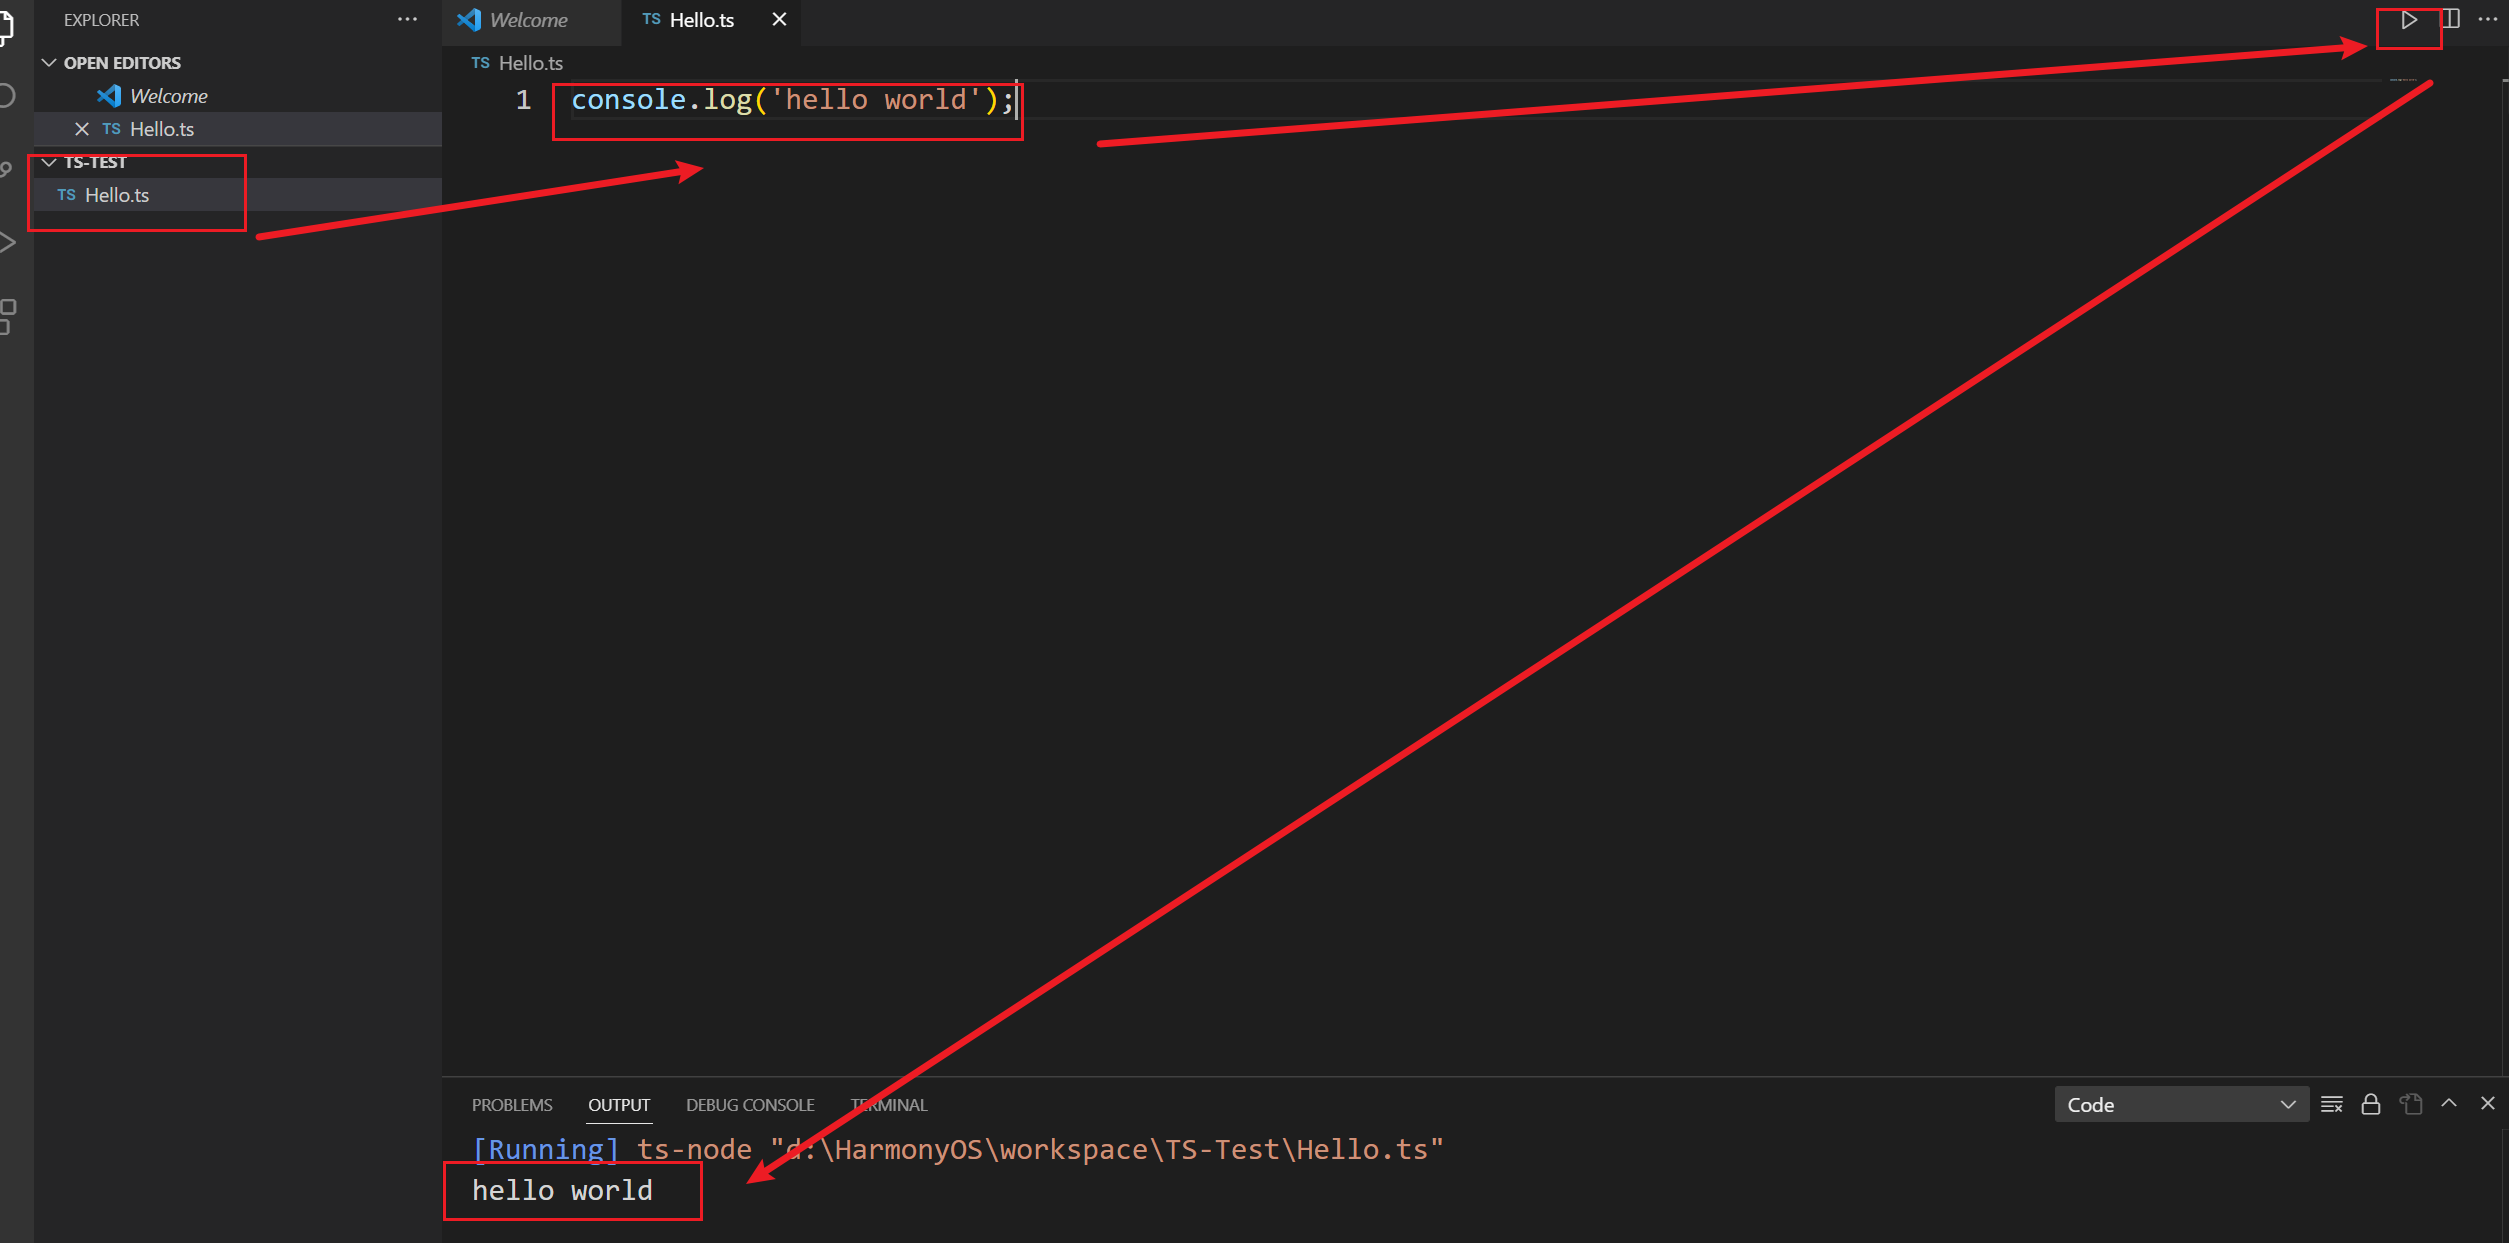 EXPLORER
OPEN EDITORS
Welcome
TS Hello.ts
TS-TEST
TS Hello.ts
Welcome
TS Hello.ts
TS Hello.ts
1 console.log('hello world');
PROBLEMS OUTPUT DEBUG CONSOLE TERMINAL
Code
[Running] ts-node "d:\HarmonyOS\workspace\TS-Test\Hello.ts"
hello world